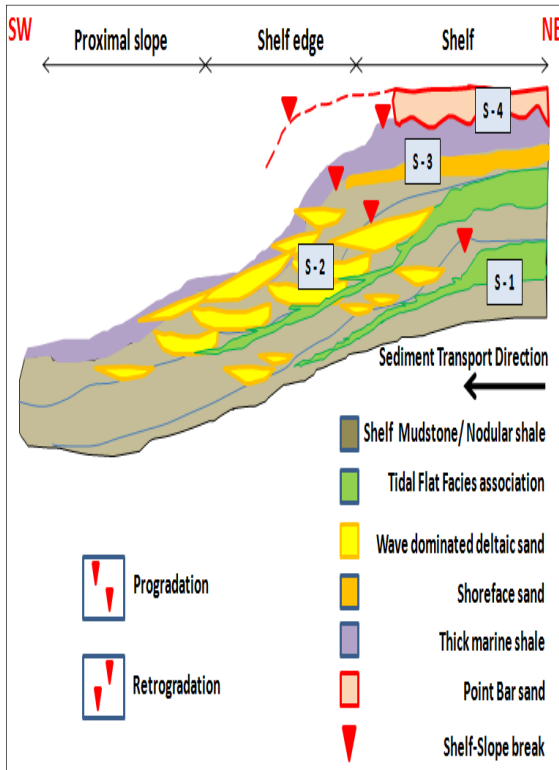 SW
NE
Proximal slope
Shelf edge
Shelf
S - 4
S - 3
S - 2
S - 1
Sediment Transport Direction
Shelf Mudstone/ Nodular shale
Tidal Flat Facies association
Wave dominated deltaic sand
Shoreface sand
Thick marine shale
Point Bar sand
Shelf-Slope break
Progradation
Retrogradation